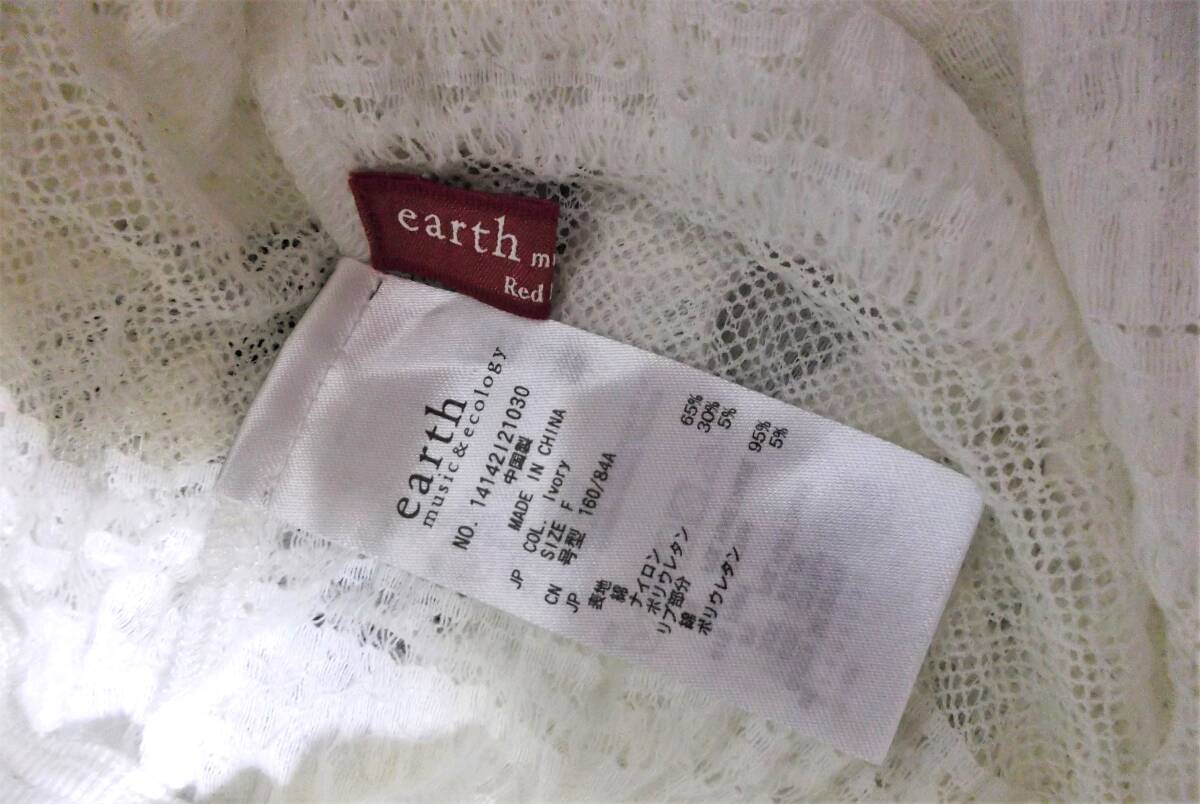 earth
Red
earth
music&ecology
NO. 14142121030
中国製
MADE IN CHINA
COL. Ivory
JP SIZE F
号型 160/84A
CN
JP
表地
綿 65%
ナイロン 30%
ポリウレタン 5%
リブ部分
綿 95%
ポリウレタン 5%